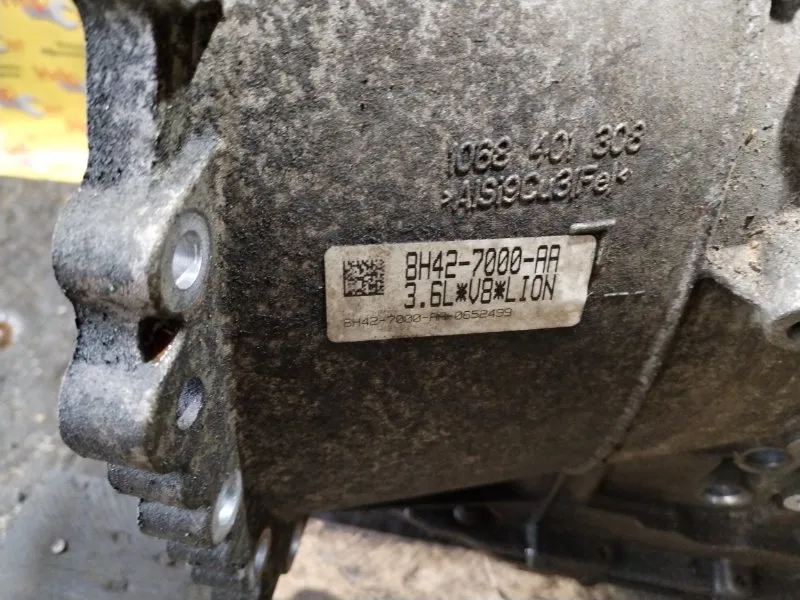 1068 401 308
>AlSi9Cu3(Fe)<
8H42-7000-AA
3.6L*V8*LION
8H42-7000-AA 0652499